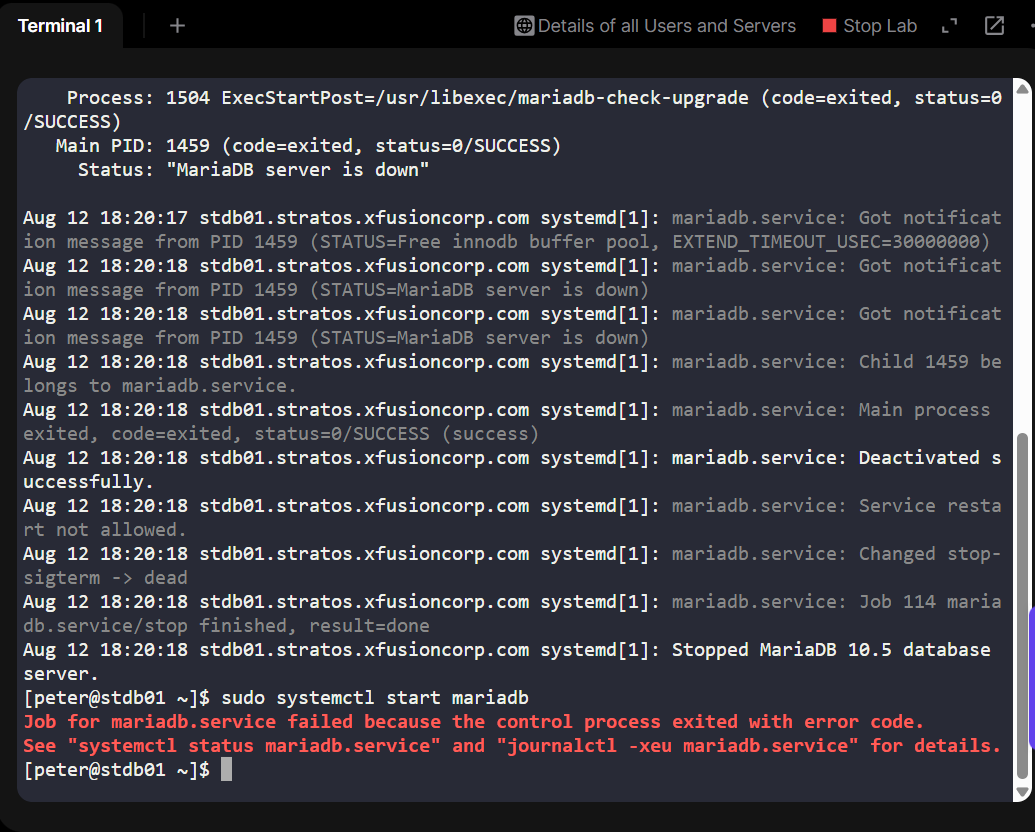 Terminal 1
+
Details of all Users and Servers
Stop Lab
Process: 1504 ExecStartPost=/usr/libexec/mariadb-check-upgrade (code=exited, status=0
/SUCCESS)
Main PID: 1459 (code=exited, status=0/SUCCESS)
Status: "MariaDB server is down"
Aug 12 18:20:17 stdb01.stratos.xfusioncorp.com systemd[1]: mariadb.service: Got notificat
ion message from PID 1459 (STATUS=Free innodb buffer pool, EXTEND_TIMEOUT_USEC=30000000)
Aug 12 18:20:18 stdb01.stratos.xfusioncorp.com systemd[1]: mariadb.service: Got notificat
ion message from PID 1459 (STATUS=MariaDB server is down)
Aug 12 18:20:18 stdb01.stratos.xfusioncorp.com systemd[1]: mariadb.service: Got notificat
ion message from PID 1459 (STATUS=MariaDB server is down)
Aug 12 18:20:18 stdb01.stratos.xfusioncorp.com systemd[1]: mariadb.service: Child 1459 be
longs to mariadb.service.
Aug 12 18:20:18 stdb01.stratos.xfusioncorp.com systemd[1]: mariadb.service: Main process
exited, code=exited, status=0/SUCCESS (success)
Aug 12 18:20:18 stdb01.stratos.xfusioncorp.com systemd[1]: mariadb.service: Deactivated s
uccessfully.
Aug 12 18:20:18 stdb01.stratos.xfusioncorp.com systemd[1]: mariadb.service: Service resta
rt not allowed.
Aug 12 18:20:18 stdb01.stratos.xfusioncorp.com systemd[1]: mariadb.service: Changed stop-
sigterm -> dead
Aug 12 18:20:18 stdb01.stratos.xfusioncorp.com systemd[1]: mariadb.service: Job 114 maria
db.service/stop finished, result=done
Aug 12 18:20:18 stdb01.stratos.xfusioncorp.com systemd[1]: Stopped MariaDB 10.5 database
server.
[peter@stdb01 ~]$ sudo systemctl start mariadb
Job for mariadb.service failed because the control process exited with error code.
See "systemctl status mariadb.service" and "journalctl -xeu mariadb.service" for details.
[peter@stdb01 ~]$